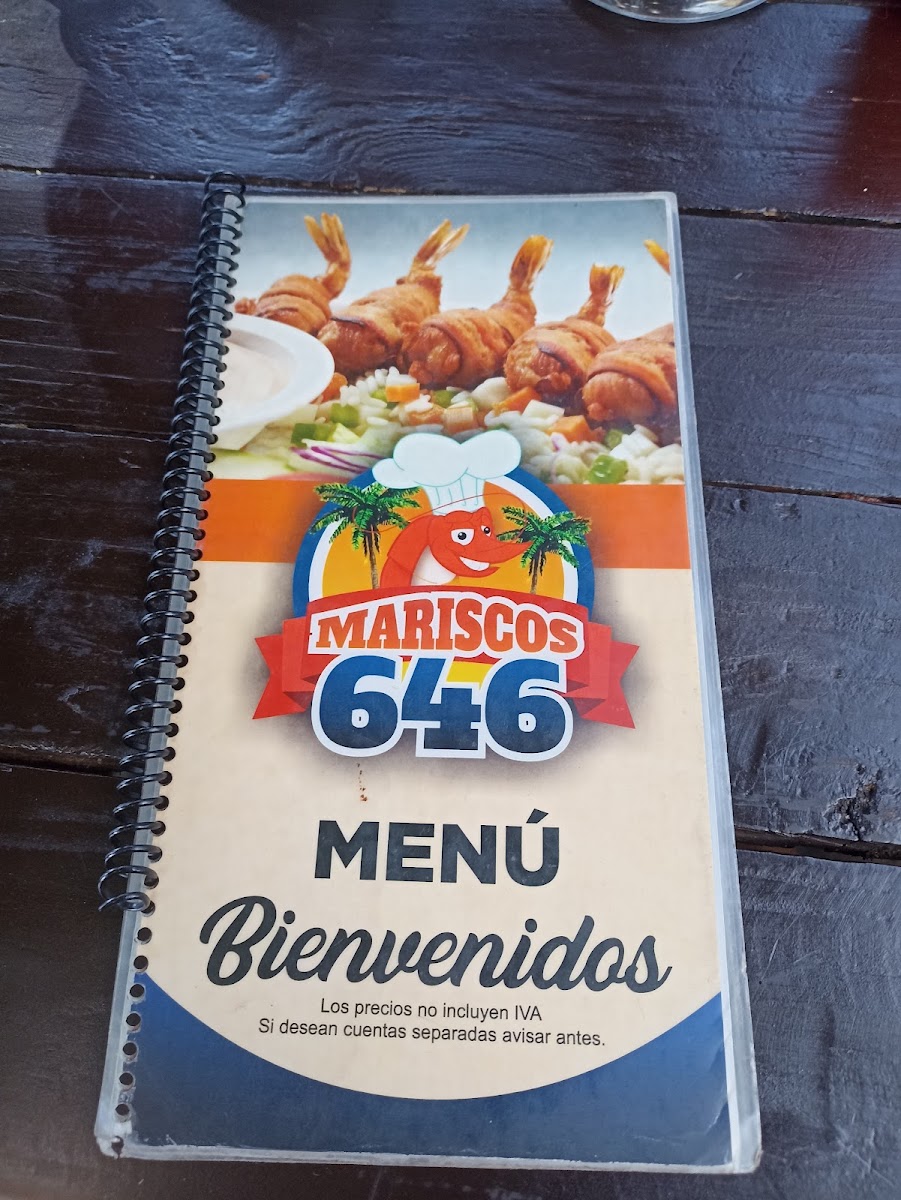 MARISCOS
646
MENÚ
Bienvenidos
Los precios no incluyen IVA
Si desean cuentas separadas avisar antes.